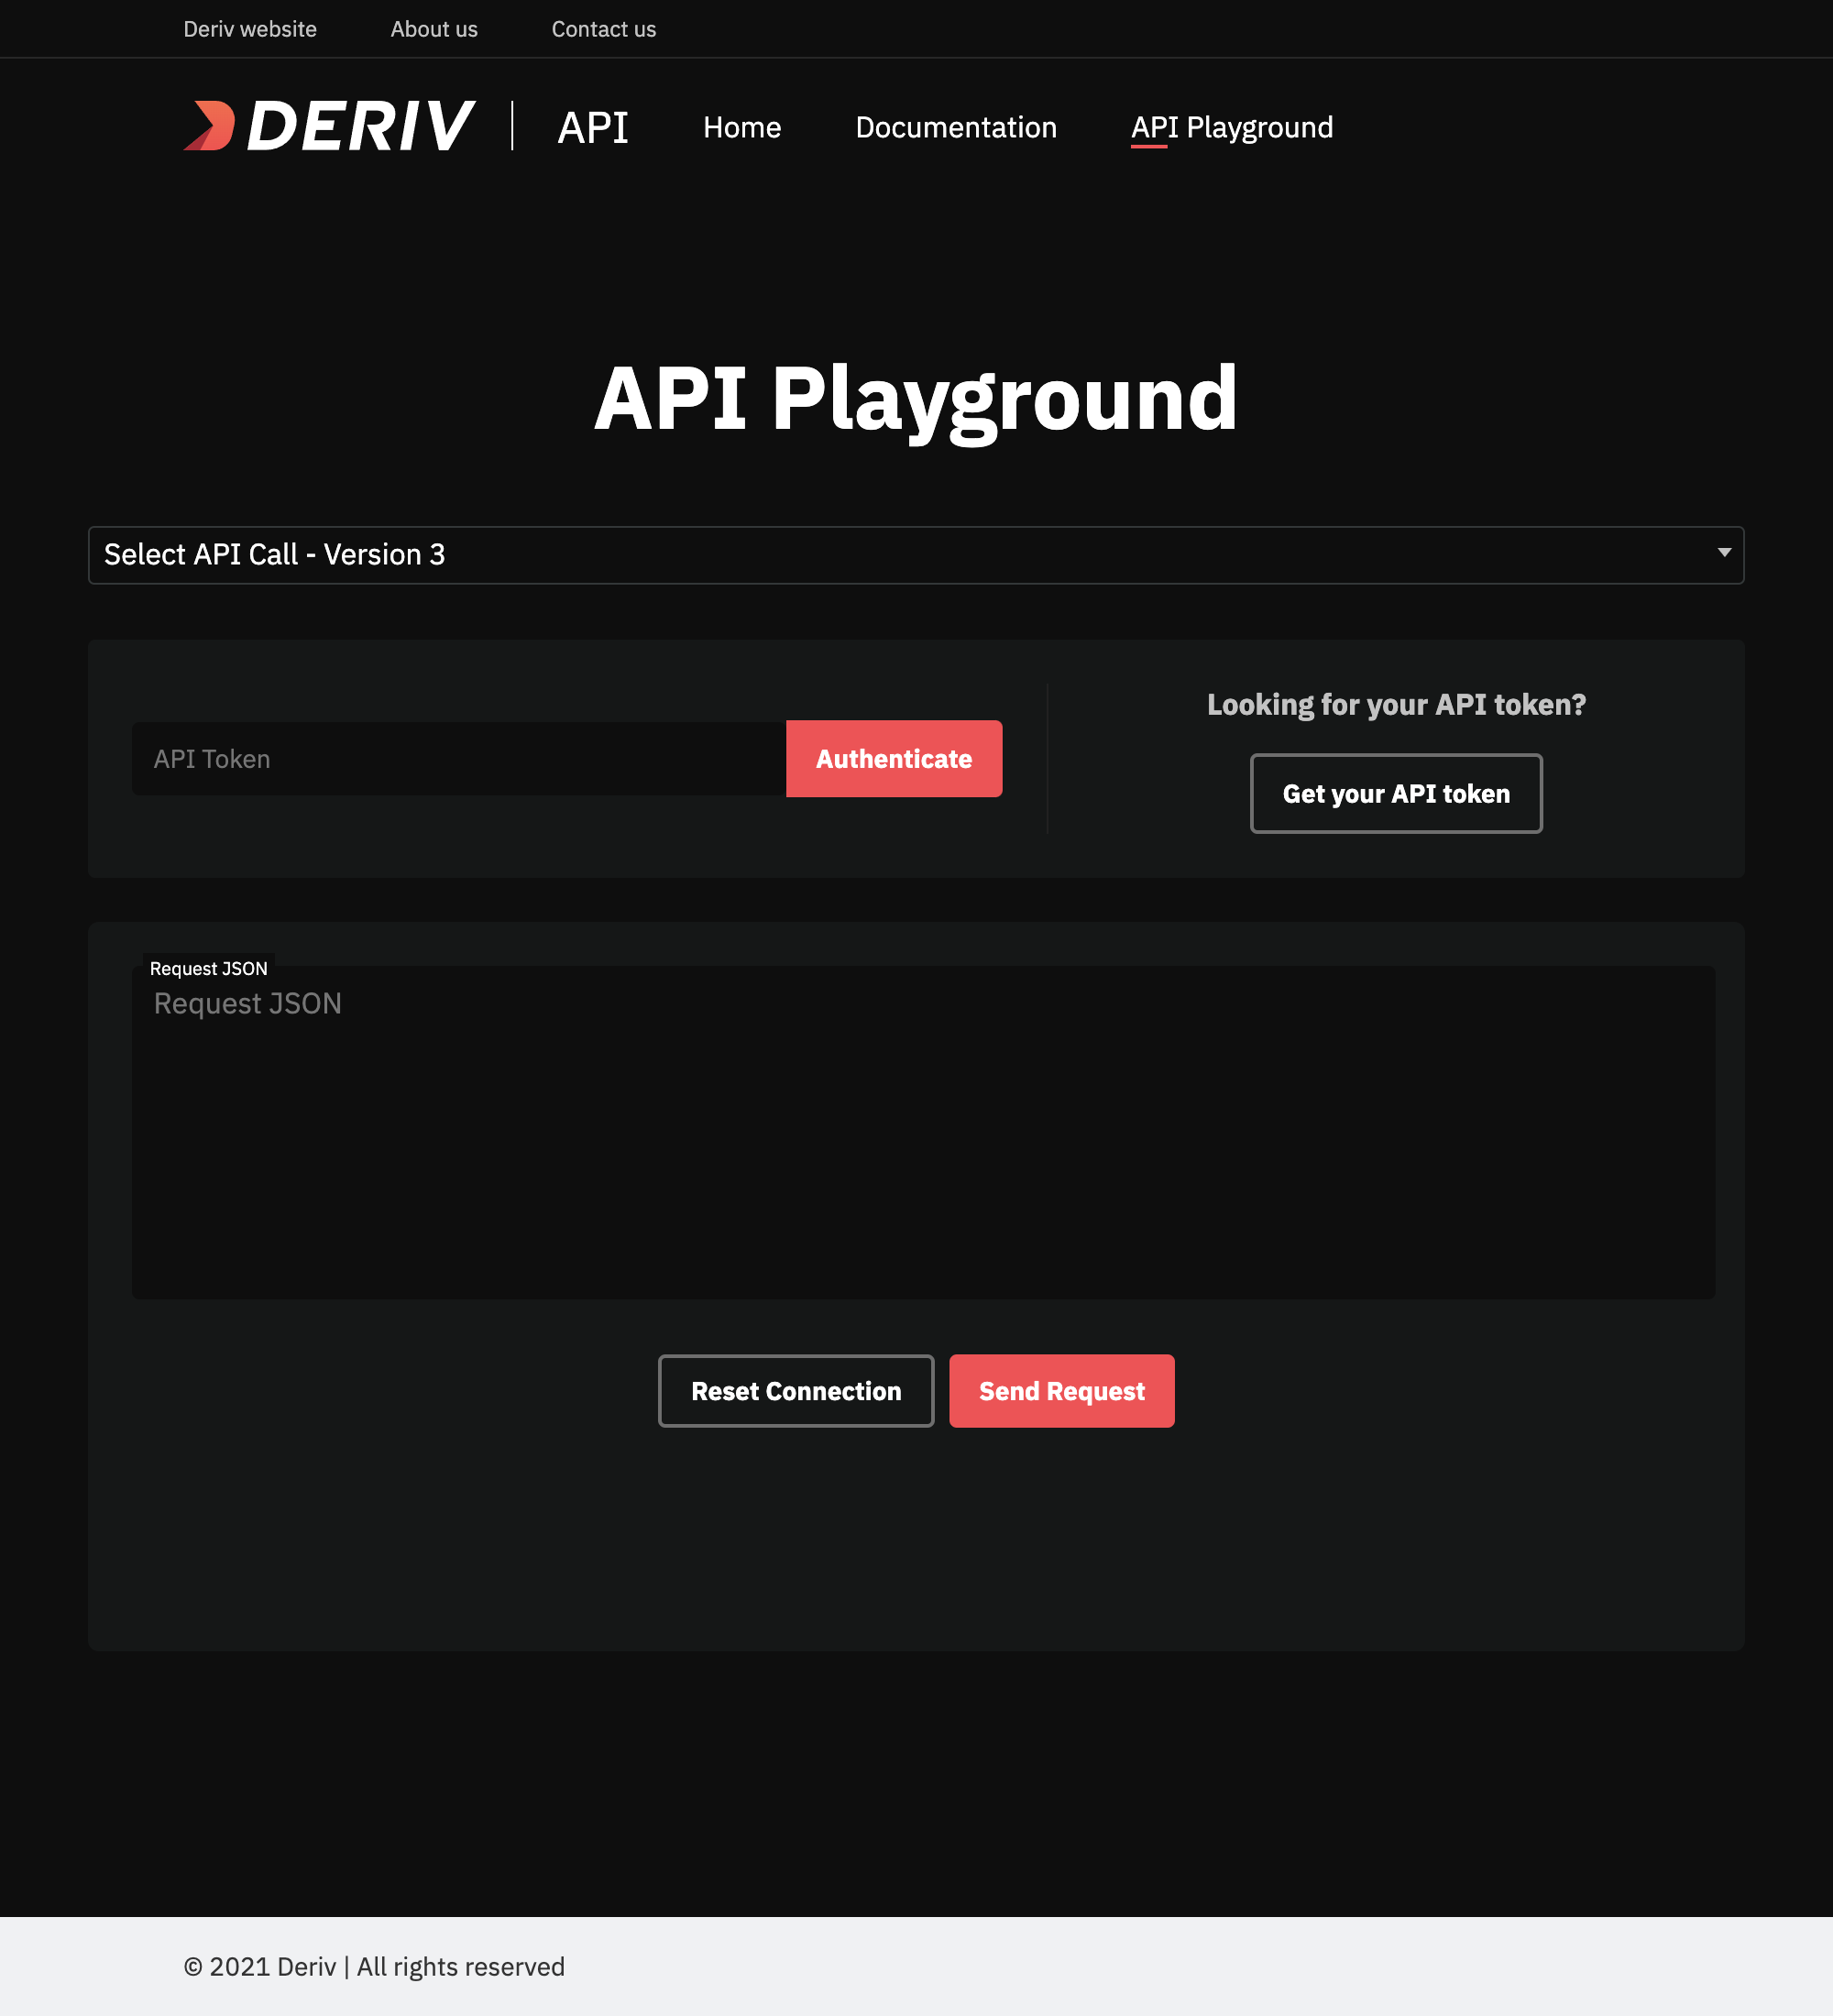 Deriv website About us Contact us
DERIV API Home Documentation API Playground
API Playground
Select API Call - Version 3
Looking for your API token?
API Token Authenticate
Get your API token
Request JSON
Request JSON
Reset Connection Send Request
© 2021 Deriv | All rights reserved